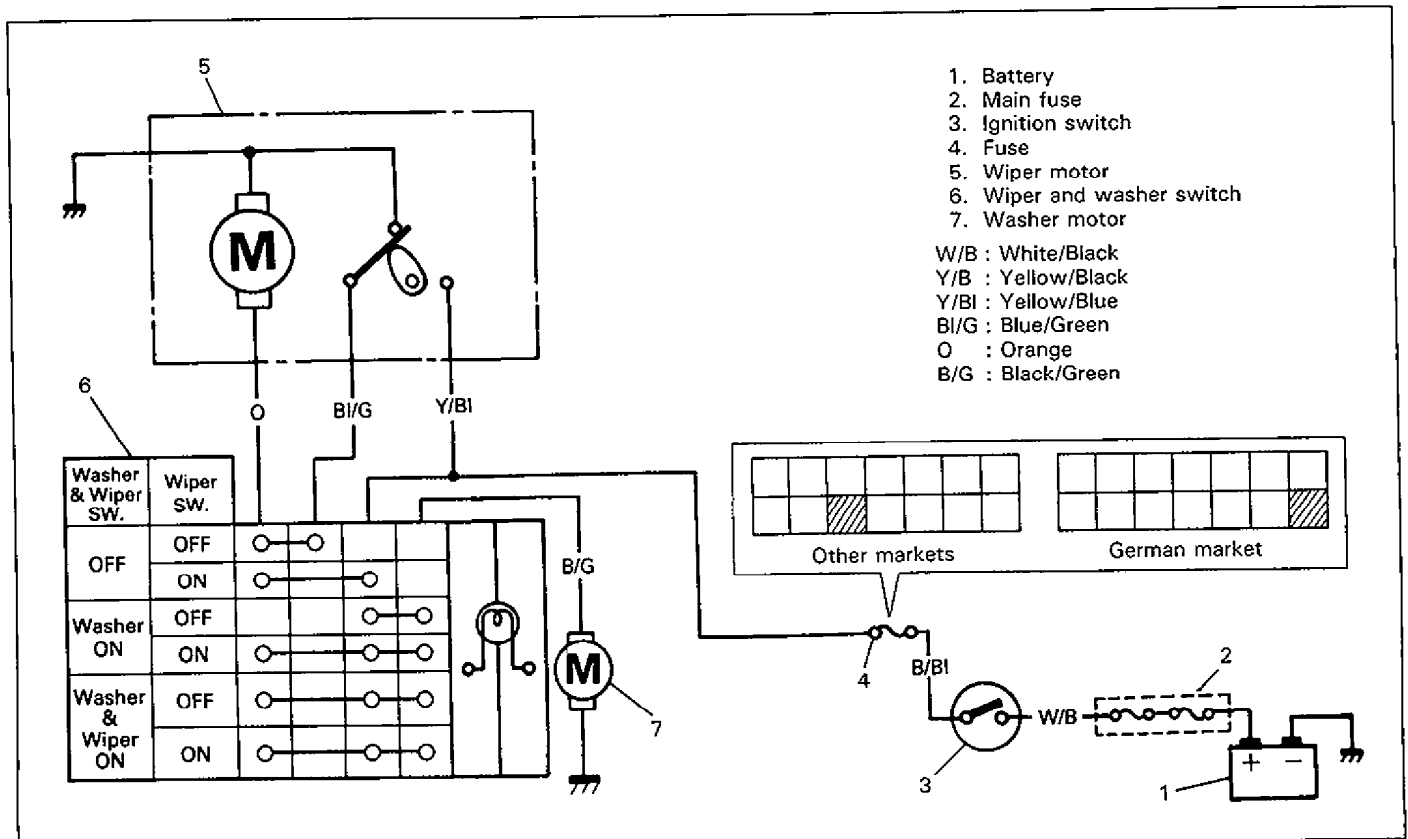 5
1. Battery
2. Main fuse
3. Ignition switch
4. Fuse
5. Wiper motor
6. Wiper and washer switch
7. Washer motor
W/B : White/Black
Y/B : Yellow/Black
Y/Bl : Yellow/Blue
Bl/G : Blue/Green
O : Orange
B/G : Black/Green
M
6
O
Bl/G
Y/Bl
Washer & Wiper SW.
Wiper SW.
OFF
OFF
ON
Washer ON
OFF
ON
Washer & Wiper ON
OFF
ON
B/G
M
7
Other markets
German market
4
B/Bl
3
W/B
2
+ −
1